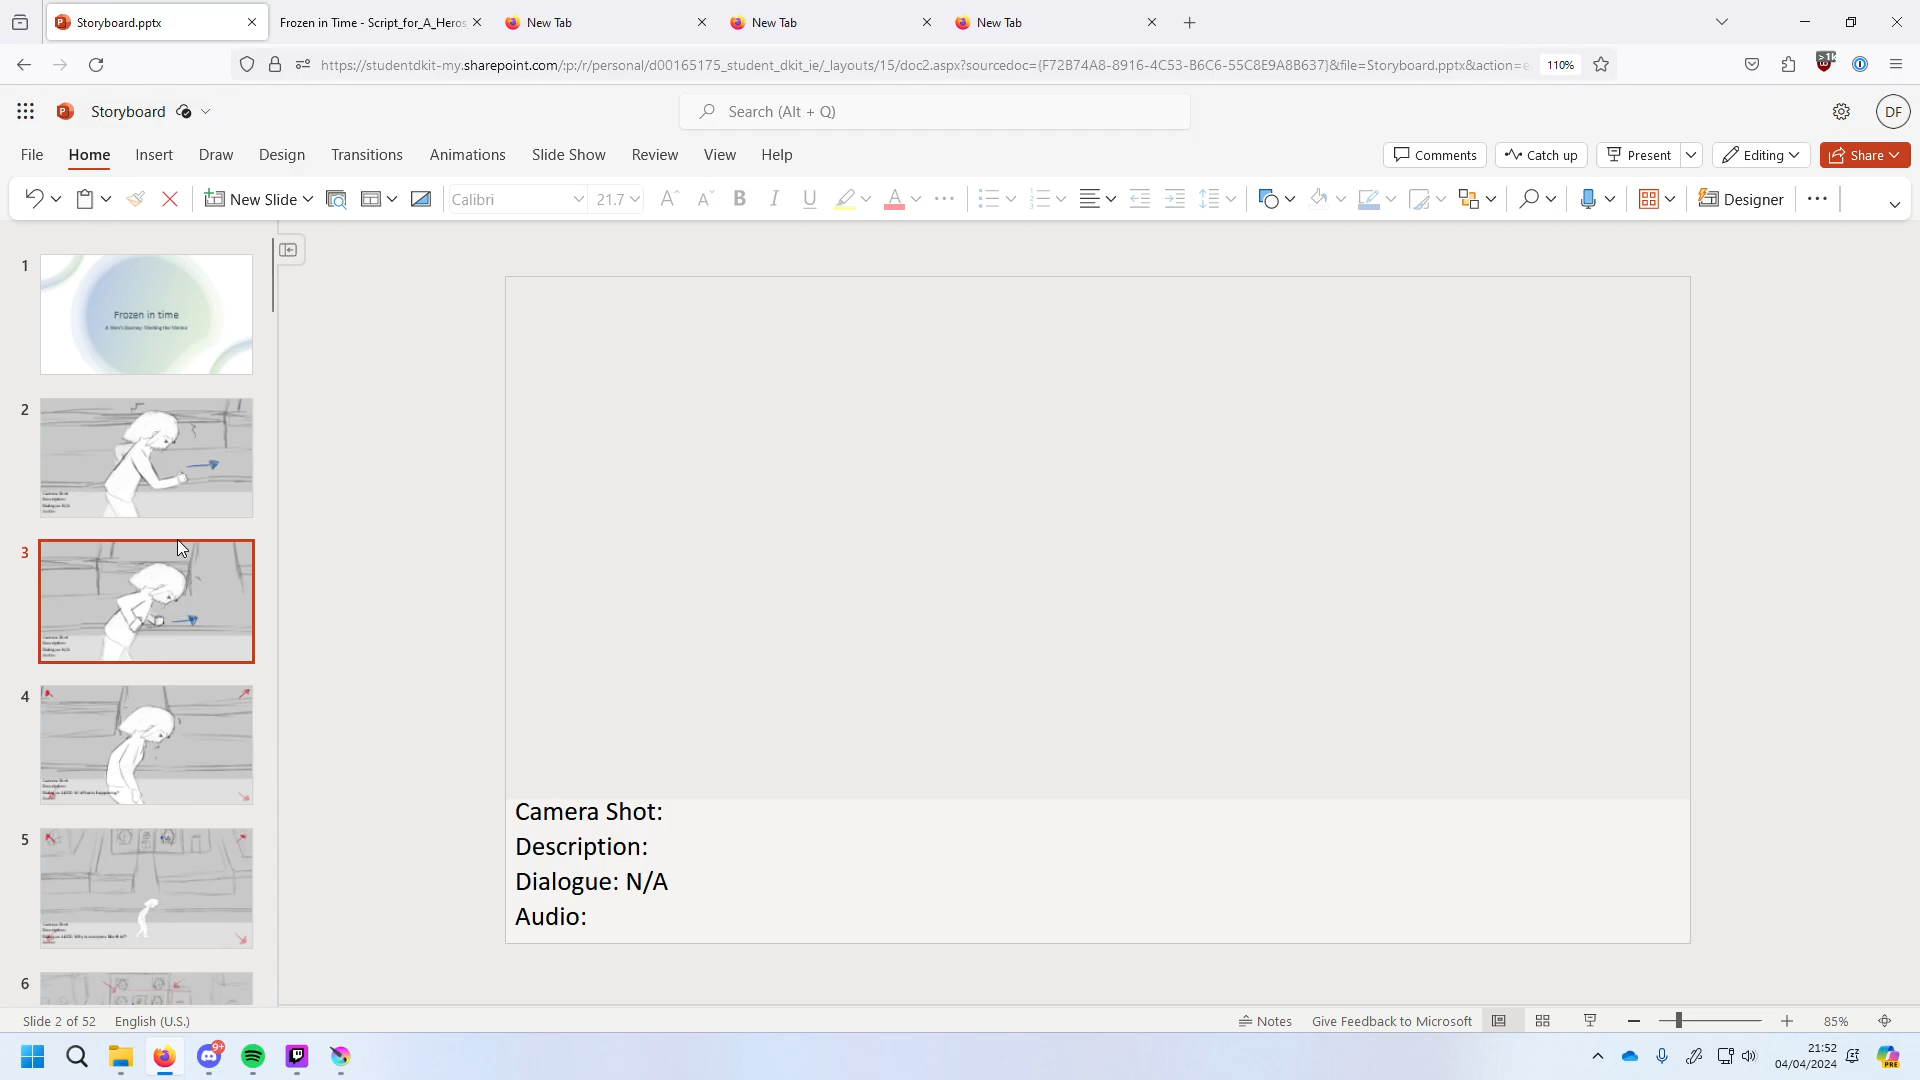 Storyboard.pptx
Frozen in Time - Script_for_A_Heros
New Tab
New Tab
New Tab
https://studentdkit-my.sharepoint.com/:p:/r/personal/d00165175_student_dkit_ie/_layouts/15/doc2.aspx?sourcedoc={F72B74A8-8916-4C53-B6C6-55C8E9A8B637}&file=Storyboard.pptx&action=e
110%
Storyboard
Search (Alt + Q)
DF
File
Home
Insert
Draw
Design
Transitions
Animations
Slide Show
Review
View
Help
Comments
Catch up
Present
Editing
Share
New Slide
Calibri
21.7
Designer
1
Frozen in time
2
3
4
5
6
Camera Shot:
Description:
Dialogue: N/A
Audio:
Slide 2 of 52
English (U.S.)
Notes
Give Feedback to Microsoft
85%
9+
21:52
04/04/2024